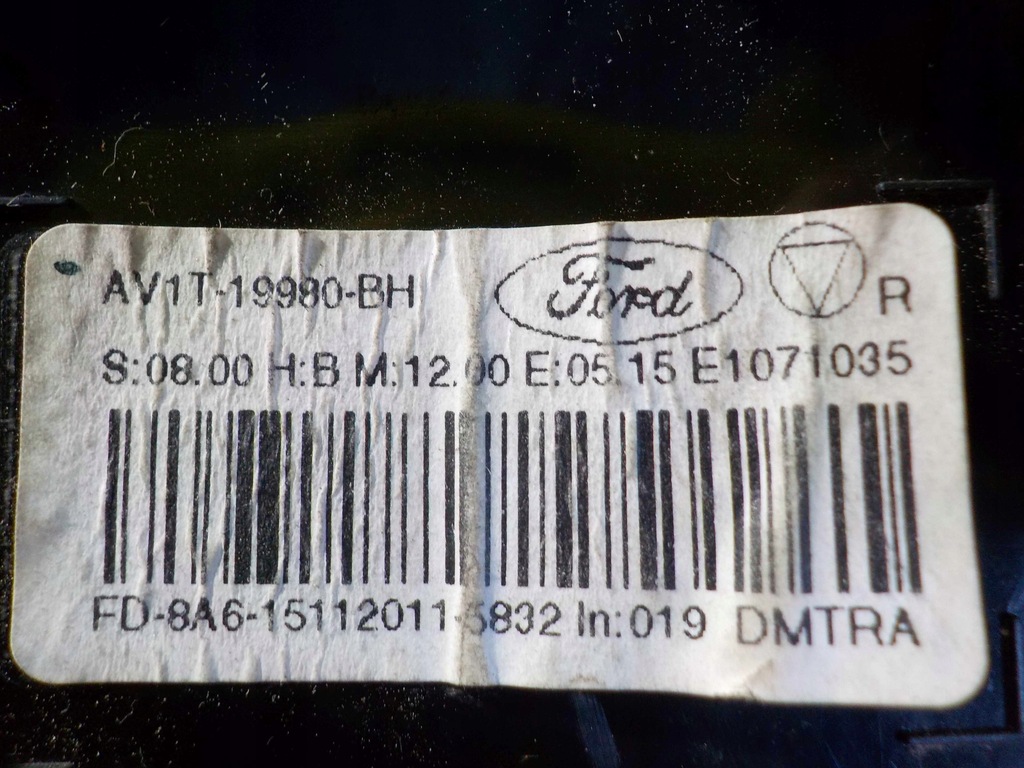 AV1T-19980-BH Ford R
S:08.00 H:B M:12.00 E:05.15 E1071035
FD-8A6-15112011-5832 In:019 DMTRA